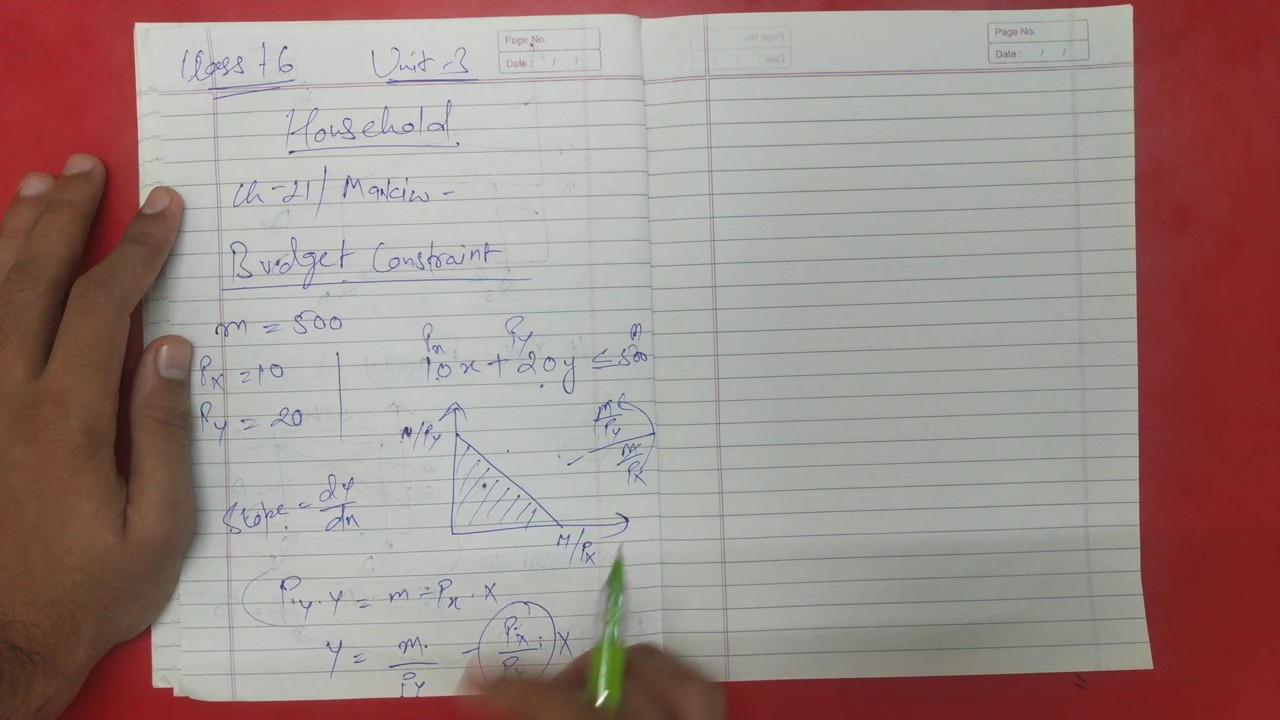 Class 16 Unit-3
Page No.
Date : / /
Page No.
Date : / /
Household
Ch-21/ Mankiw -
Budget Constraint
m = 500
Px = 10
Py = 20
Px Py M
10x + 20y ≤ 500
M/Py
M/Px
m/Py
m/Px
Slope = dy/dx
Py.Y = m - Px.X
Y = m/Py - Px/Py . X